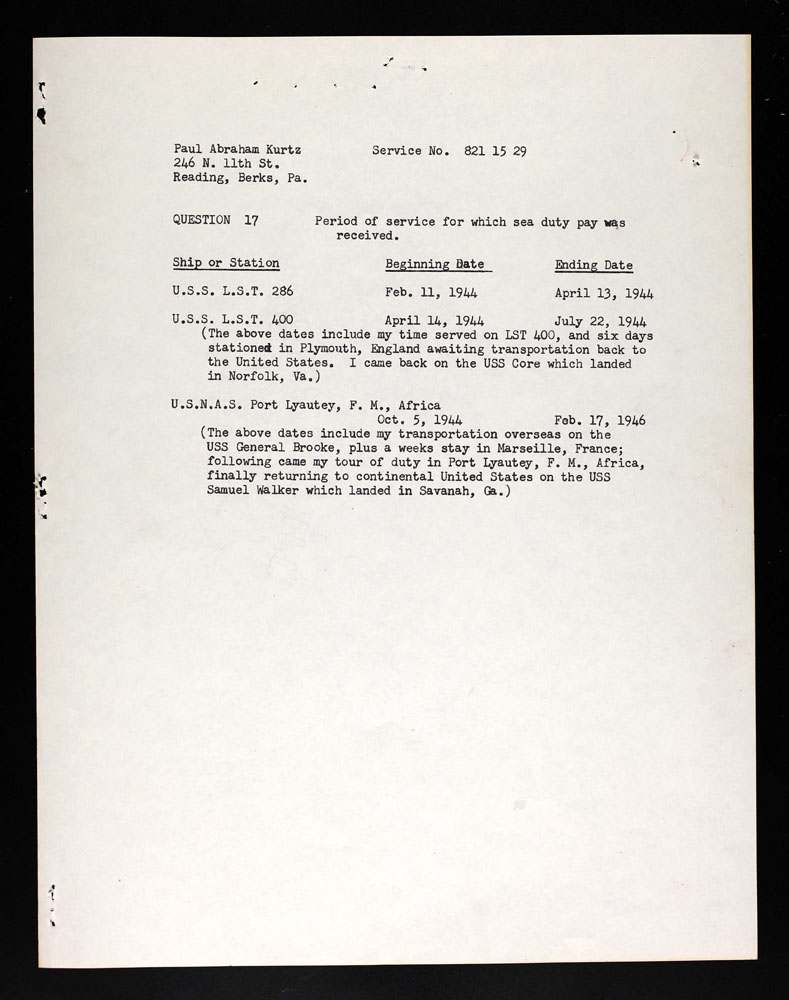 Paul Abraham Kurtz Service No. 821 15 29
246 N. 11th St.
Reading, Berks, Pa.
QUESTION 17 Period of service for which sea duty pay was
received.
Ship or Station Beginning Date Ending Date
U.S.S. L.S.T. 286 Feb. 11, 1944 April 13, 1944
U.S.S. L.S.T. 400 April 14, 1944 July 22, 1944
(The above dates include my time served on LST 400, and six days
stationed in Plymouth, England awaiting transportation back to
the United States. I came back on the USS Core which landed
in Norfolk, Va.)
U.S.N.A.S. Port Lyautey, F. M., Africa
Oct. 5, 1944 Feb. 17, 1946
(The above dates include my transportation overseas on the
USS General Brooke, plus a weeks stay in Marseille, France;
following came my tour of duty in Port Lyautey, F. M., Africa,
finally returning to continental United States on the USS
Samuel Walker which landed in Savanah, Ga.)